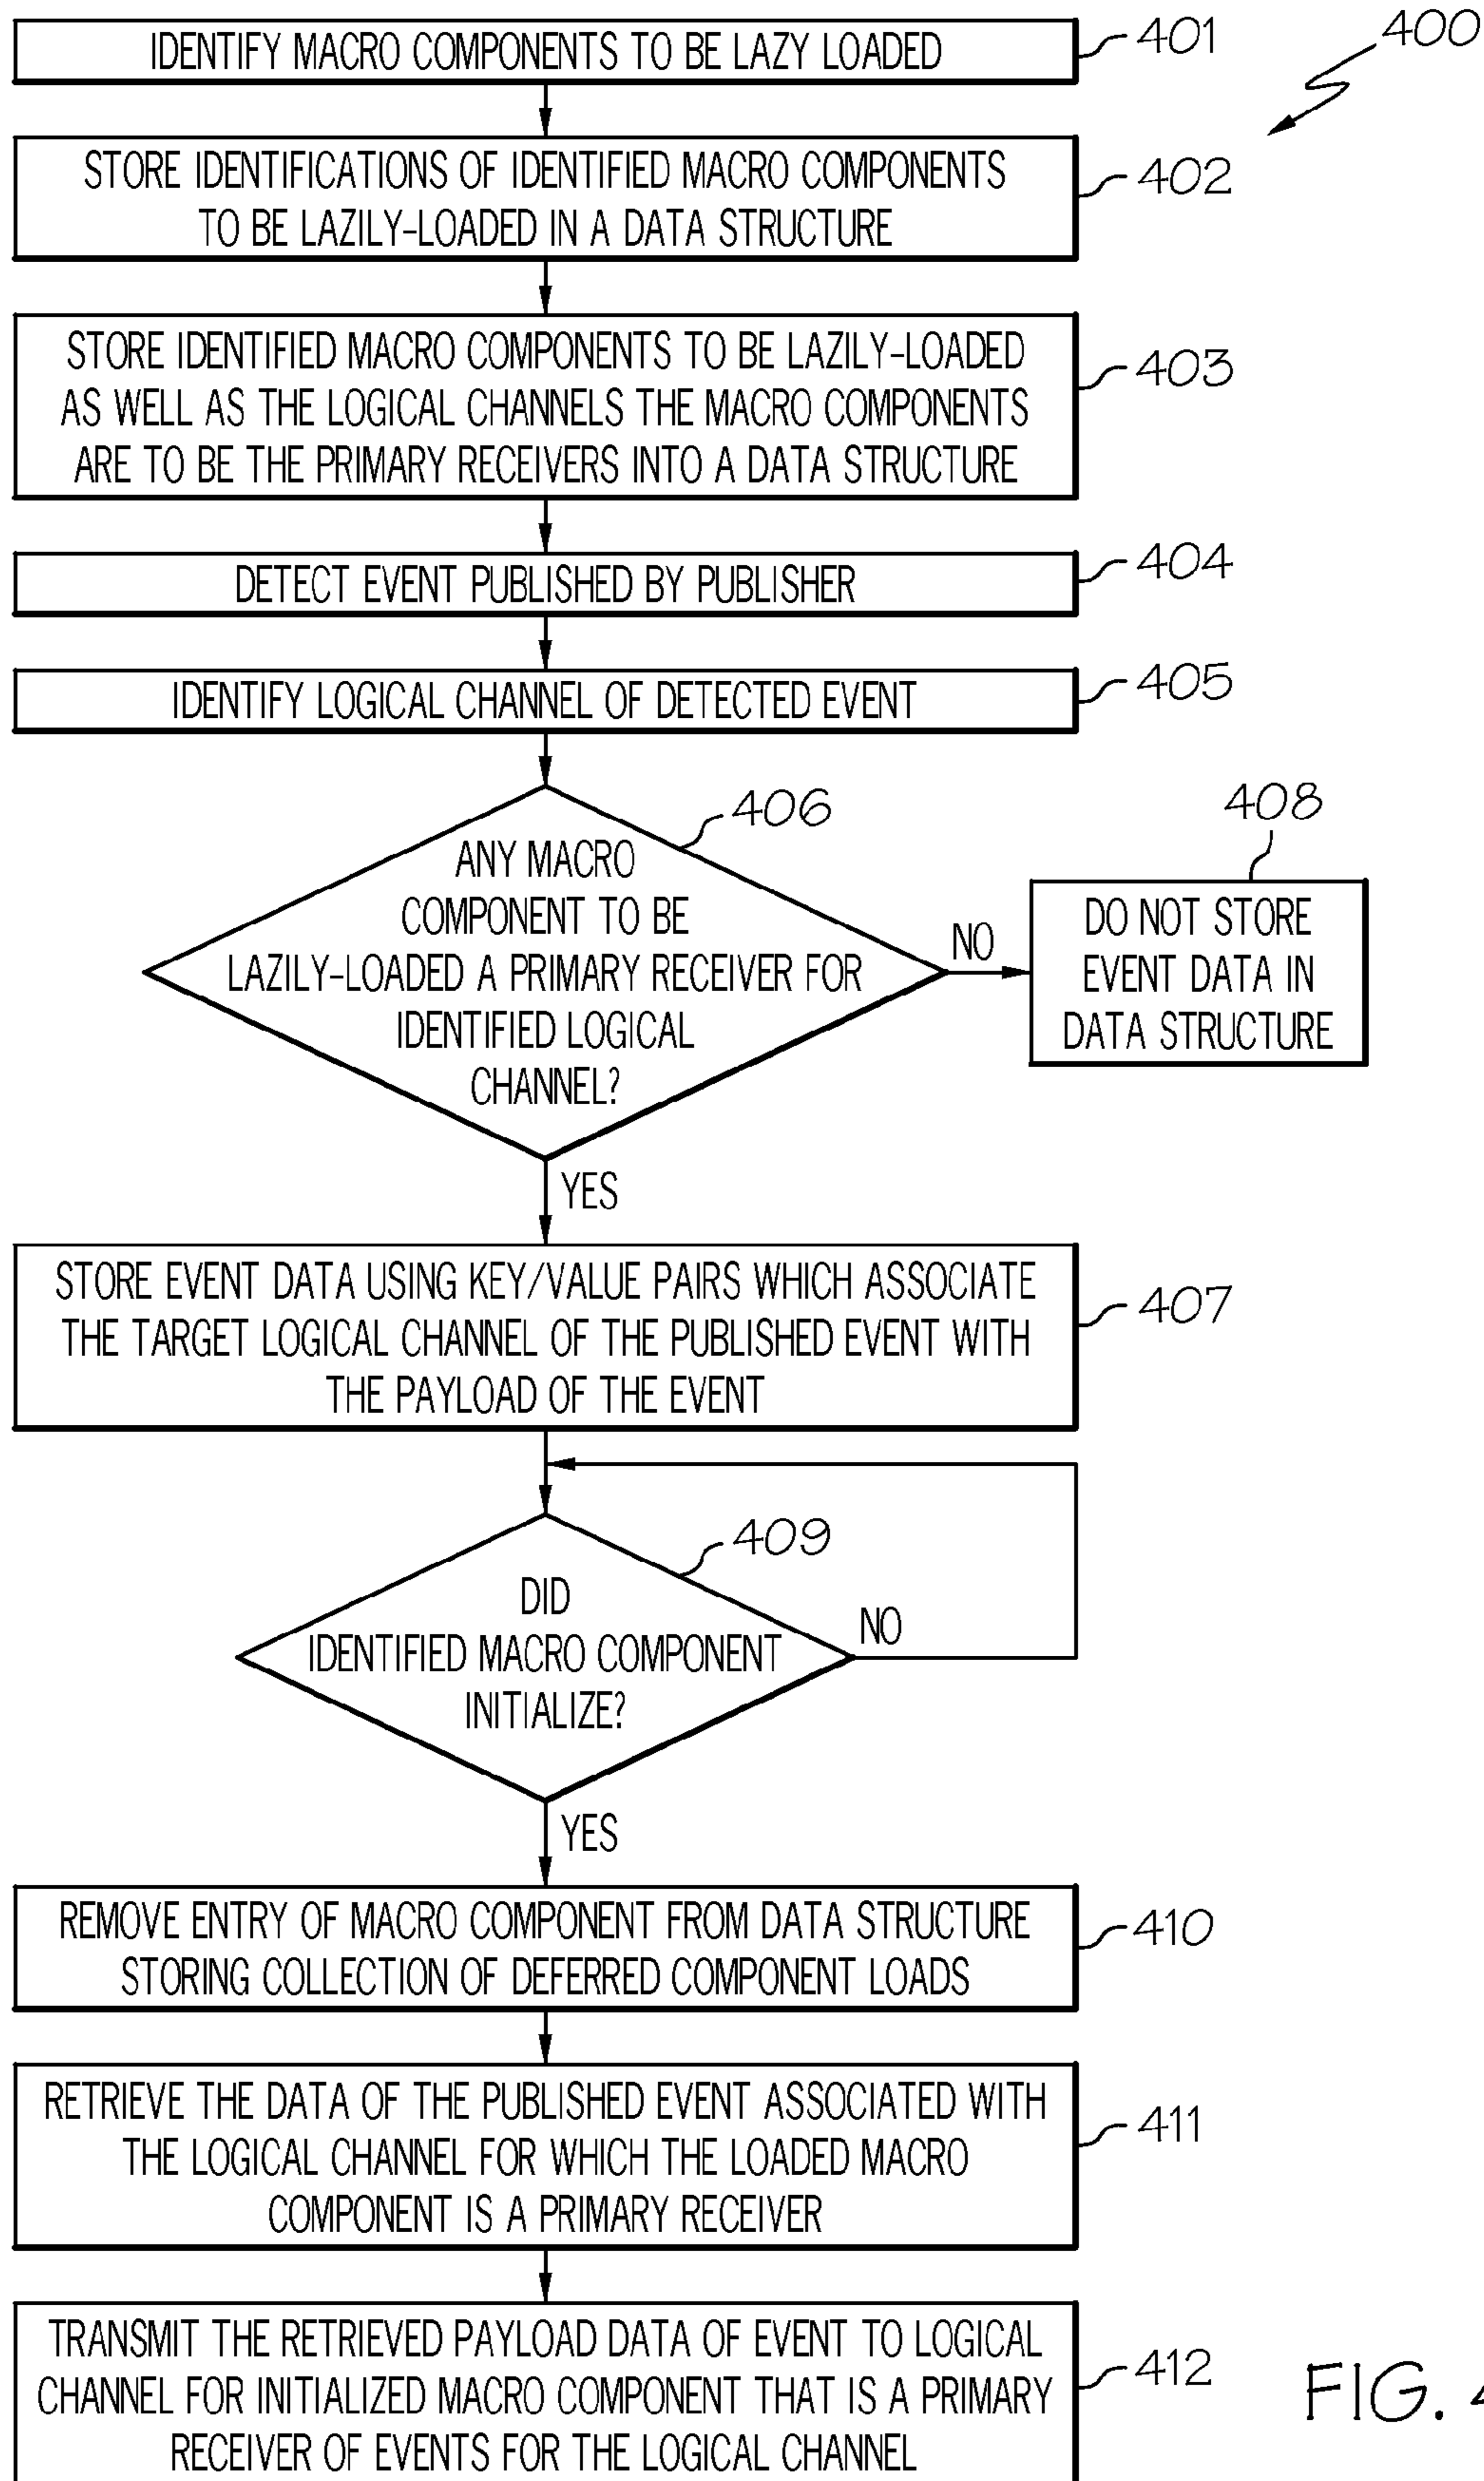 400
IDENTIFY MACRO COMPONENTS TO BE LAZY LOADED
401
STORE IDENTIFICATIONS OF IDENTIFIED MACRO COMPONENTS
TO BE LAZILY-LOADED IN A DATA STRUCTURE
402
STORE IDENTIFIED MACRO COMPONENTS TO BE LAZILY-LOADED
AS WELL AS THE LOGICAL CHANNELS THE MACRO COMPONENTS
ARE TO BE THE PRIMARY RECEIVERS INTO A DATA STRUCTURE
403
DETECT EVENT PUBLISHED BY PUBLISHER
404
IDENTIFY LOGICAL CHANNEL OF DETECTED EVENT
405
ANY MACRO
COMPONENT TO BE
LAZILY-LOADED A PRIMARY RECEIVER FOR
IDENTIFIED LOGICAL
CHANNEL?
406
NO
408
DO NOT STORE
EVENT DATA IN
DATA STRUCTURE
YES
STORE EVENT DATA USING KEY/VALUE PAIRS WHICH ASSOCIATE
THE TARGET LOGICAL CHANNEL OF THE PUBLISHED EVENT WITH
THE PAYLOAD OF THE EVENT
407
DID
IDENTIFIED MACRO COMPONENT
INITIALIZE?
409
NO
YES
REMOVE ENTRY OF MACRO COMPONENT FROM DATA STRUCTURE
STORING COLLECTION OF DEFERRED COMPONENT LOADS
410
RETRIEVE THE DATA OF THE PUBLISHED EVENT ASSOCIATED WITH
THE LOGICAL CHANNEL FOR WHICH THE LOADED MACRO
COMPONENT IS A PRIMARY RECEIVER
411
TRANSMIT THE RETRIEVED PAYLOAD DATA OF EVENT TO LOGICAL
CHANNEL FOR INITIALIZED MACRO COMPONENT THAT IS A PRIMARY
RECEIVER OF EVENTS FOR THE LOGICAL CHANNEL
412
FIG. 4